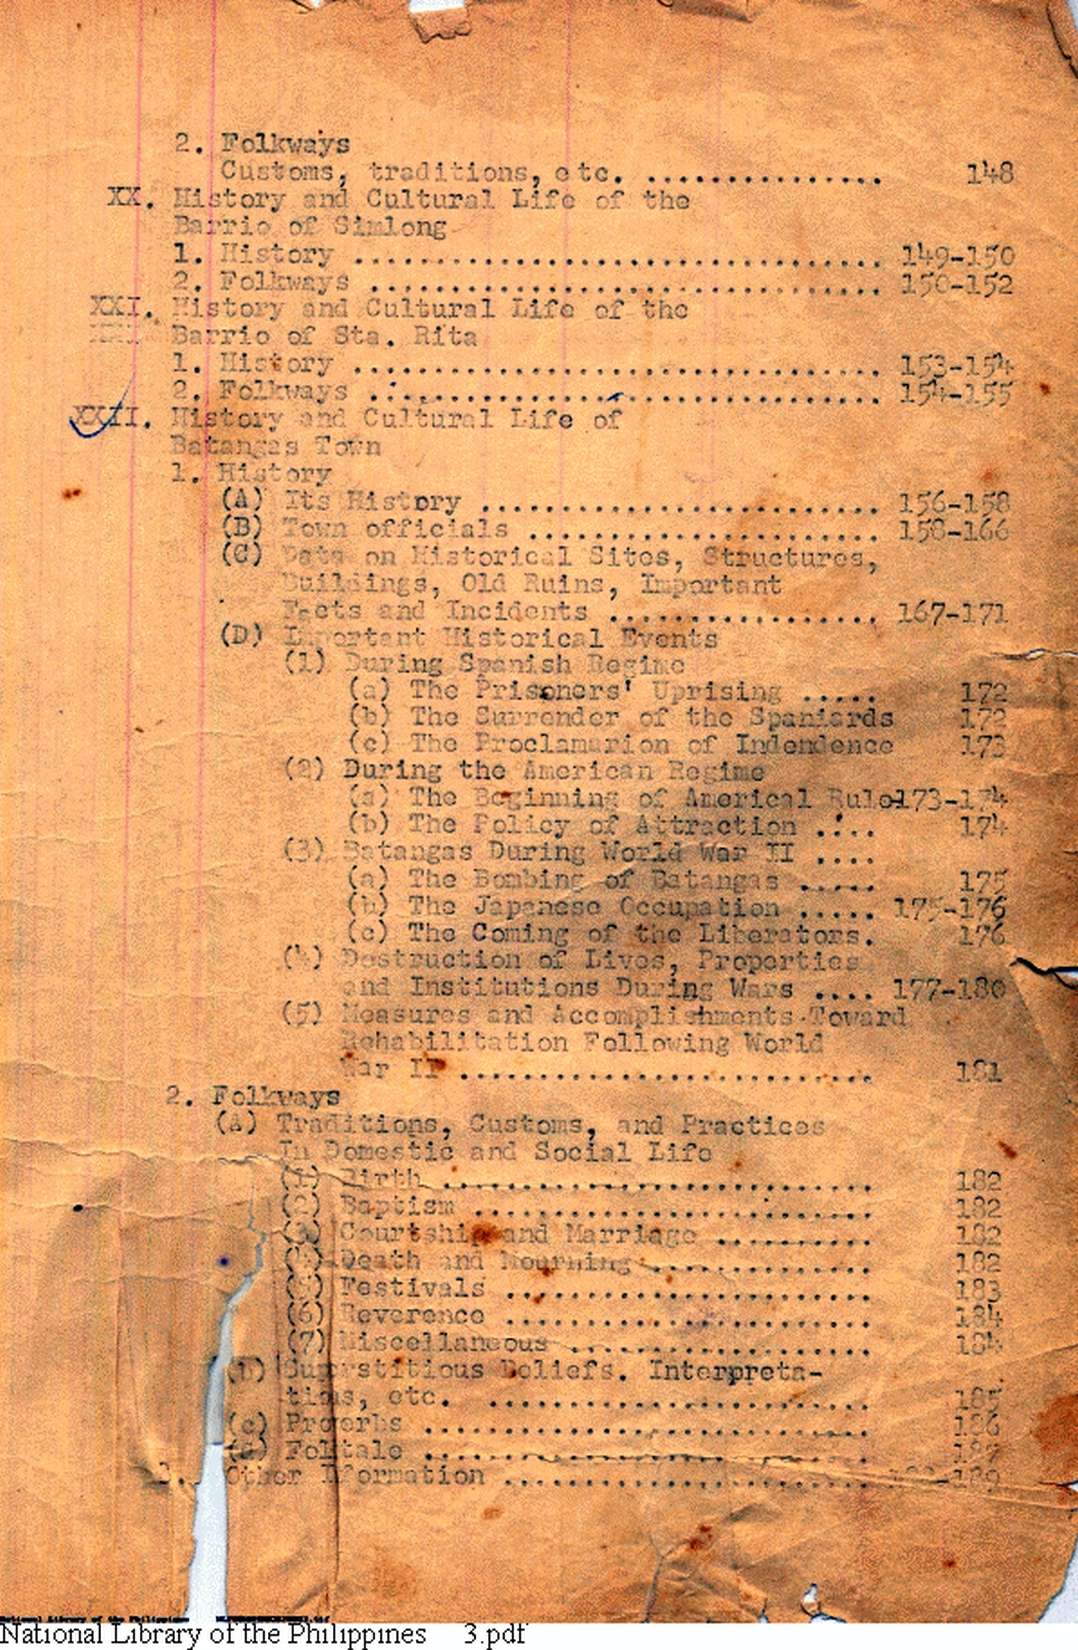 2. Folkways
Customs, traditions, etc. ............... 148
XX. History and Cultural Life of the
Barrio of Simlong
1. History ................................. 149-150
2. Folkways ................................ 150-152
XXI. History and Cultural Life of the
Barrio of Sta. Rita
1. History ................................. 153-154
2. Folkways ................................ 154-155
XXII. History and Cultural Life of
Batangas Town
1. History
(A) Its History ......................... 156-158
(B) Town officials ...................... 158-166
(C) Data on Historical Sites, Structures,
Buildings, Old Ruins, Important
Facts and Incidents ................. 167-171
(D) Important Historical Events
(1) During Spanish Regime
(a) The Prisoners' Uprising ..... 172
(b) The Surrender of the Spaniards 172
(c) The Proclamarion of Indendence 173
(2) During the American Regime
(a) The Beginning of Americal Rule-173-174
(b) The Policy of Attraction .... 174
(3) Batangas During World War II ....
(a) The Bombing of Batangas ..... 175
(b) The Japanese Occupation ..... 175-176
(c) The Coming of the Liberators. 176
(4) Destruction of Lives, Properties
and Institutions During Wars .... 177-180
(5) Measures and Accomplishments Toward
Rehabilitation Following World
War II .......................... 181
2. Folkways
(A) Traditions, Customs, and Practices
In Domestic and Social Life
(1) Birth ........................... 182
(2) Baptism ......................... 182
(3) Courtship and Marriage .......... 182
(4) Death and Mourning .............. 182
(5) Festivals ....................... 183
(6) Reverence ....................... 184
(7) Miscellaneous ................... 184
(b) Superstitious Beliefs. Interpreta-
tions, etc. ........................ 185
(c) Proverbs ............................ 186
(d) Folktale ............................ 187
3. Other Iformation ....................... 
National Library of the Philippines 3.pdf